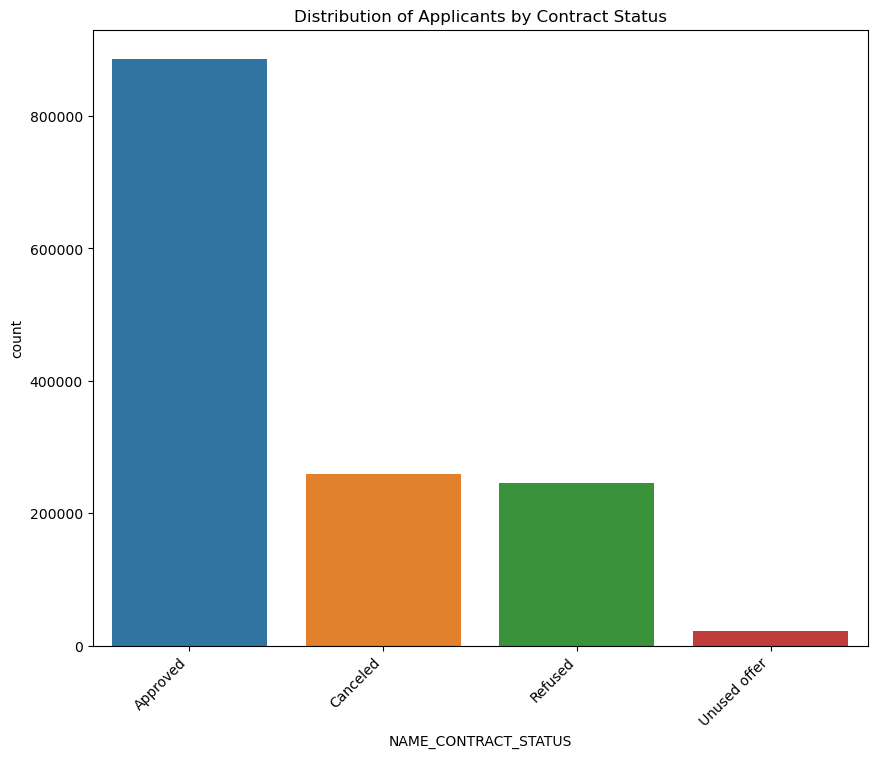 Distribution of Applicants by Contract Status
800000
600000
400000
200000
0
count
Approved
Canceled
Refused
Unused offer
NAME_CONTRACT_STATUS